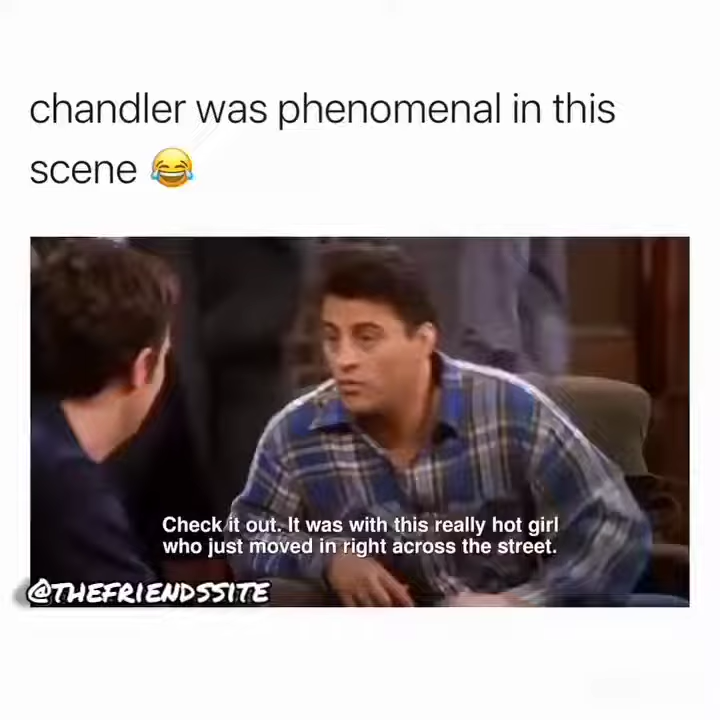 chandler was phenomenal in this
scene 😂
Check it out. It was with this really hot girl
who just moved in right across the street.
@THEFRIENDSSITE